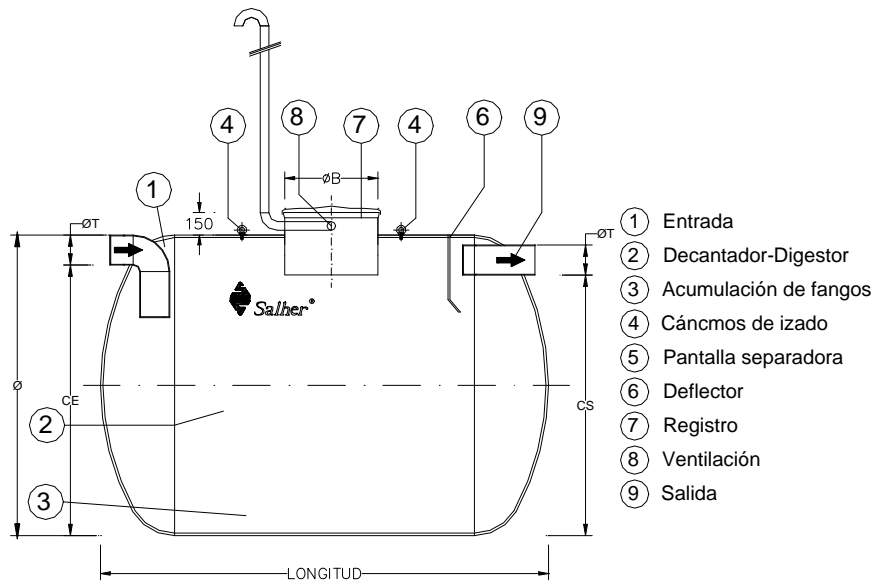 4
8
7
4
6
9
ØB
1
150
ØT
ØT
Salher®
Ø
CE
CS
2
3
LONGITUD
1 Entrada
2 Decantador-Digestor
3 Acumulación de fangos
4 Cáncmos de izado
5 Pantalla separadora
6 Deflector
7 Registro
8 Ventilación
9 Salida